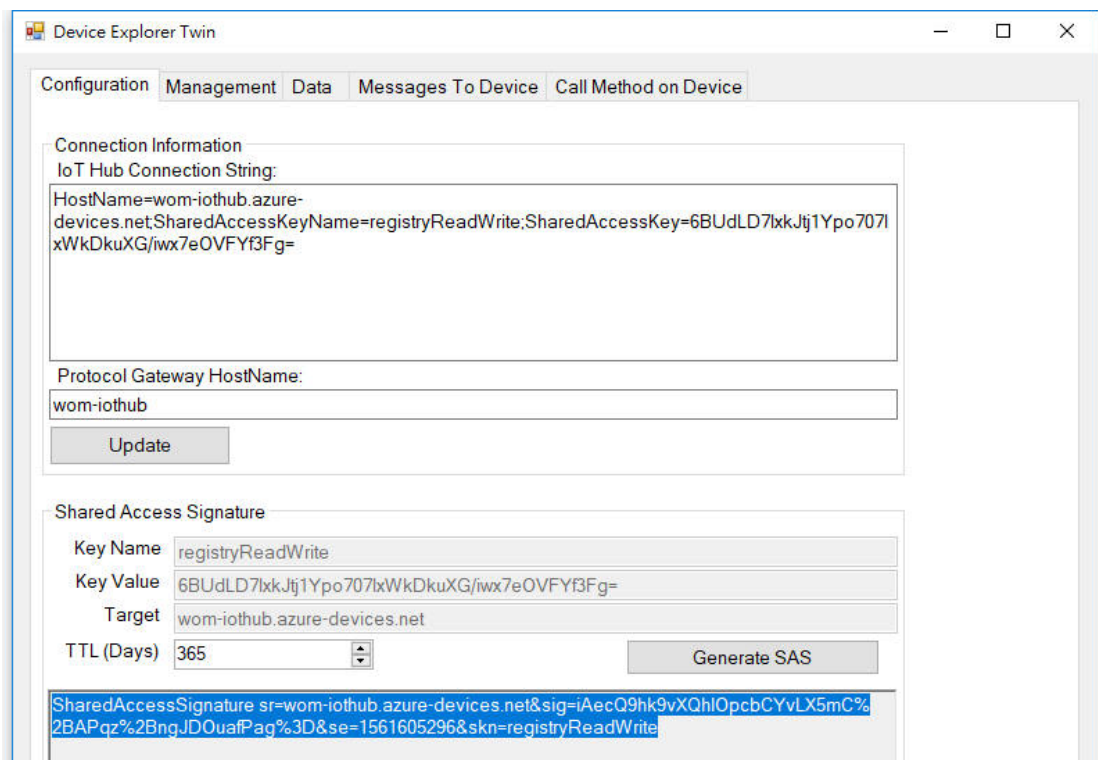 Device Explorer Twin
Configuration Management Data Messages To Device Call Method on Device
Connection Information
IoT Hub Connection String:
HostName=wom-iothub.azure-
devices.net;SharedAccessKeyName=registryReadWrite;SharedAccessKey=6BUdLD7lxkJtj1Ypo707l
xWkDkuXG/iwx7eOVFYf3Fg=
Protocol Gateway HostName:
wom-iothub
Update
Shared Access Signature
Key Name registryReadWrite
Key Value 6BUdLD7lxkJtj1Ypo707lxWkDkuXG/iwx7eOVFYf3Fg=
Target wom-iothub.azure-devices.net
TTL (Days) 365 Generate SAS
SharedAccessSignature sr=wom-iothub.azure-devices.net&sig=iAecQ9hk9vXQhlOpcbCYvLX5mC%
2BAPqz%2BngJDOuafPag%3D&se=1561605296&skn=registryReadWrite